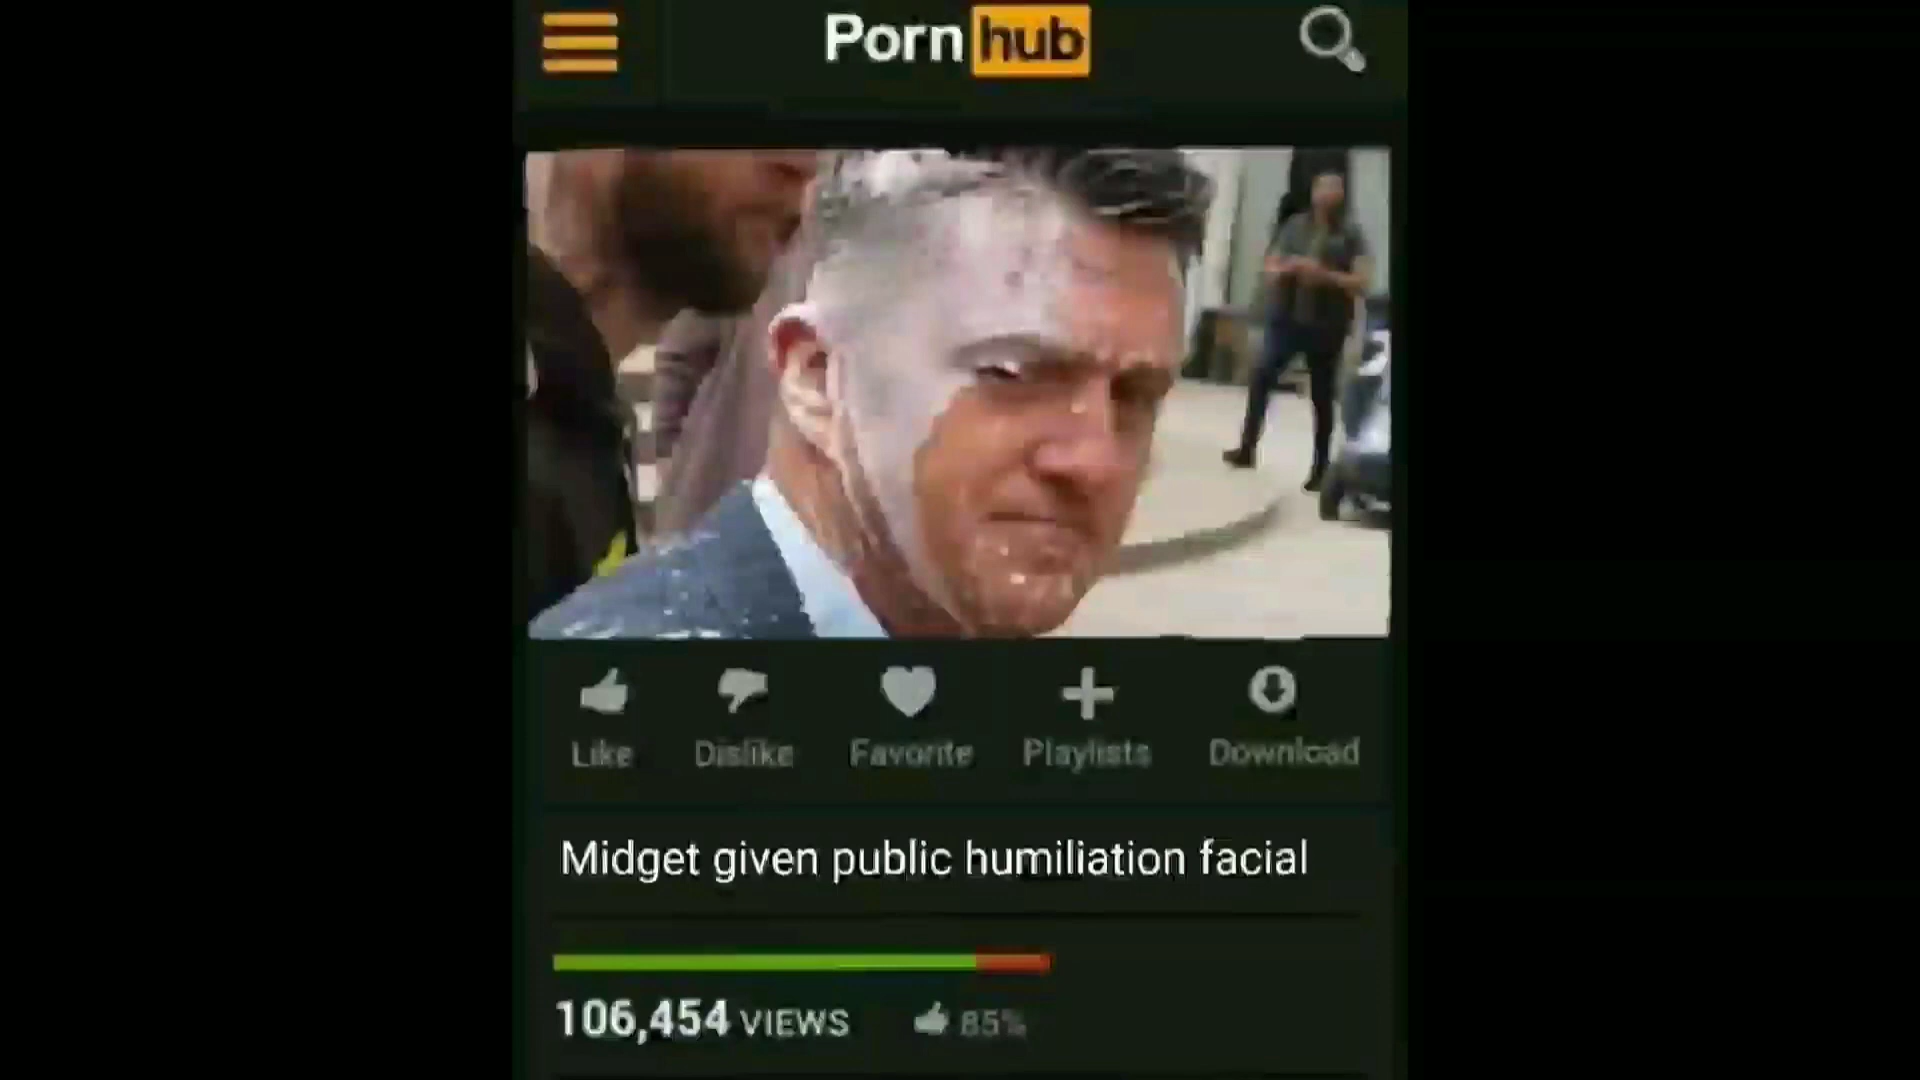 Porn hub
Like Dislike Favorite Playlists Download
Midget given public humiliation facial
106,454 VIEWS 85%